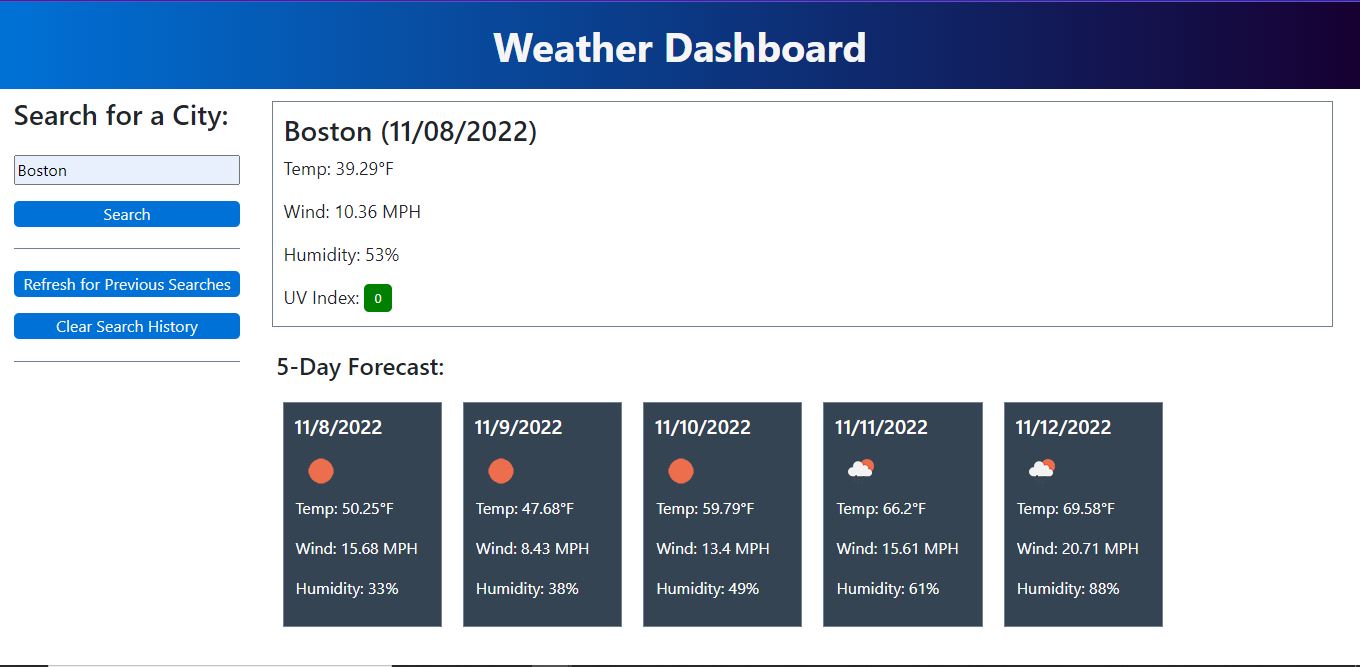 Weather Dashboard
Search for a City:
Boston
Search
Refresh for Previous Searches
Clear Search History
Boston (11/08/2022)
Temp: 39.29°F
Wind: 10.36 MPH
Humidity: 53%
UV Index: 0
5-Day Forecast:
11/8/2022
Temp: 50.25°F
Wind: 15.68 MPH
Humidity: 33%
11/9/2022
Temp: 47.68°F
Wind: 8.43 MPH
Humidity: 38%
11/10/2022
Temp: 59.79°F
Wind: 13.4 MPH
Humidity: 49%
11/11/2022
Temp: 66.2°F
Wind: 15.61 MPH
Humidity: 61%
11/12/2022
Temp: 69.58°F
Wind: 20.71 MPH
Humidity: 88%